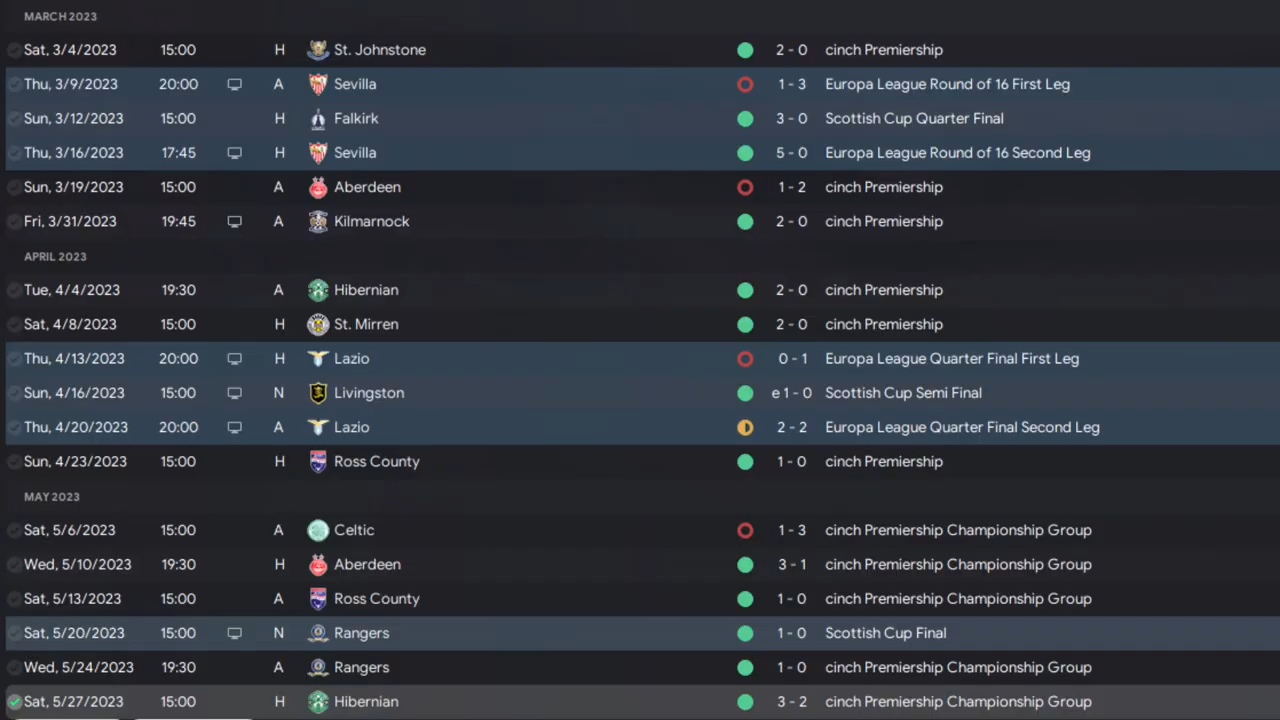 MARCH 2023
Sat, 3/4/2023 15:00 H St. Johnstone 2 - 0 cinch Premiership
Thu, 3/9/2023 20:00 A Sevilla 1 - 3 Europa League Round of 16 First Leg
Sun, 3/12/2023 15:00 H Falkirk 3 - 0 Scottish Cup Quarter Final
Thu, 3/16/2023 17:45 H Sevilla 5 - 0 Europa League Round of 16 Second Leg
Sun, 3/19/2023 15:00 A Aberdeen 1 - 2 cinch Premiership
Fri, 3/31/2023 19:45 A Kilmarnock 2 - 0 cinch Premiership
APRIL 2023
Tue, 4/4/2023 19:30 A Hibernian 2 - 0 cinch Premiership
Sat, 4/8/2023 15:00 H St. Mirren 2 - 0 cinch Premiership
Thu, 4/13/2023 20:00 H Lazio 0 - 1 Europa League Quarter Final First Leg
Sun, 4/16/2023 15:00 N Livingston e 1 - 0 Scottish Cup Semi Final
Thu, 4/20/2023 20:00 A Lazio 2 - 2 Europa League Quarter Final Second Leg
Sun, 4/23/2023 15:00 H Ross County 1 - 0 cinch Premiership
MAY 2023
Sat, 5/6/2023 15:00 A Celtic 1 - 3 cinch Premiership Championship Group
Wed, 5/10/2023 19:30 H Aberdeen 3 - 1 cinch Premiership Championship Group
Sat, 5/13/2023 15:00 A Ross County 1 - 0 cinch Premiership Championship Group
Sat, 5/20/2023 15:00 N Rangers 1 - 0 Scottish Cup Final
Wed, 5/24/2023 19:30 A Rangers 1 - 0 cinch Premiership Championship Group
Sat, 5/27/2023 15:00 H Hibernian 3 - 2 cinch Premiership Championship Group